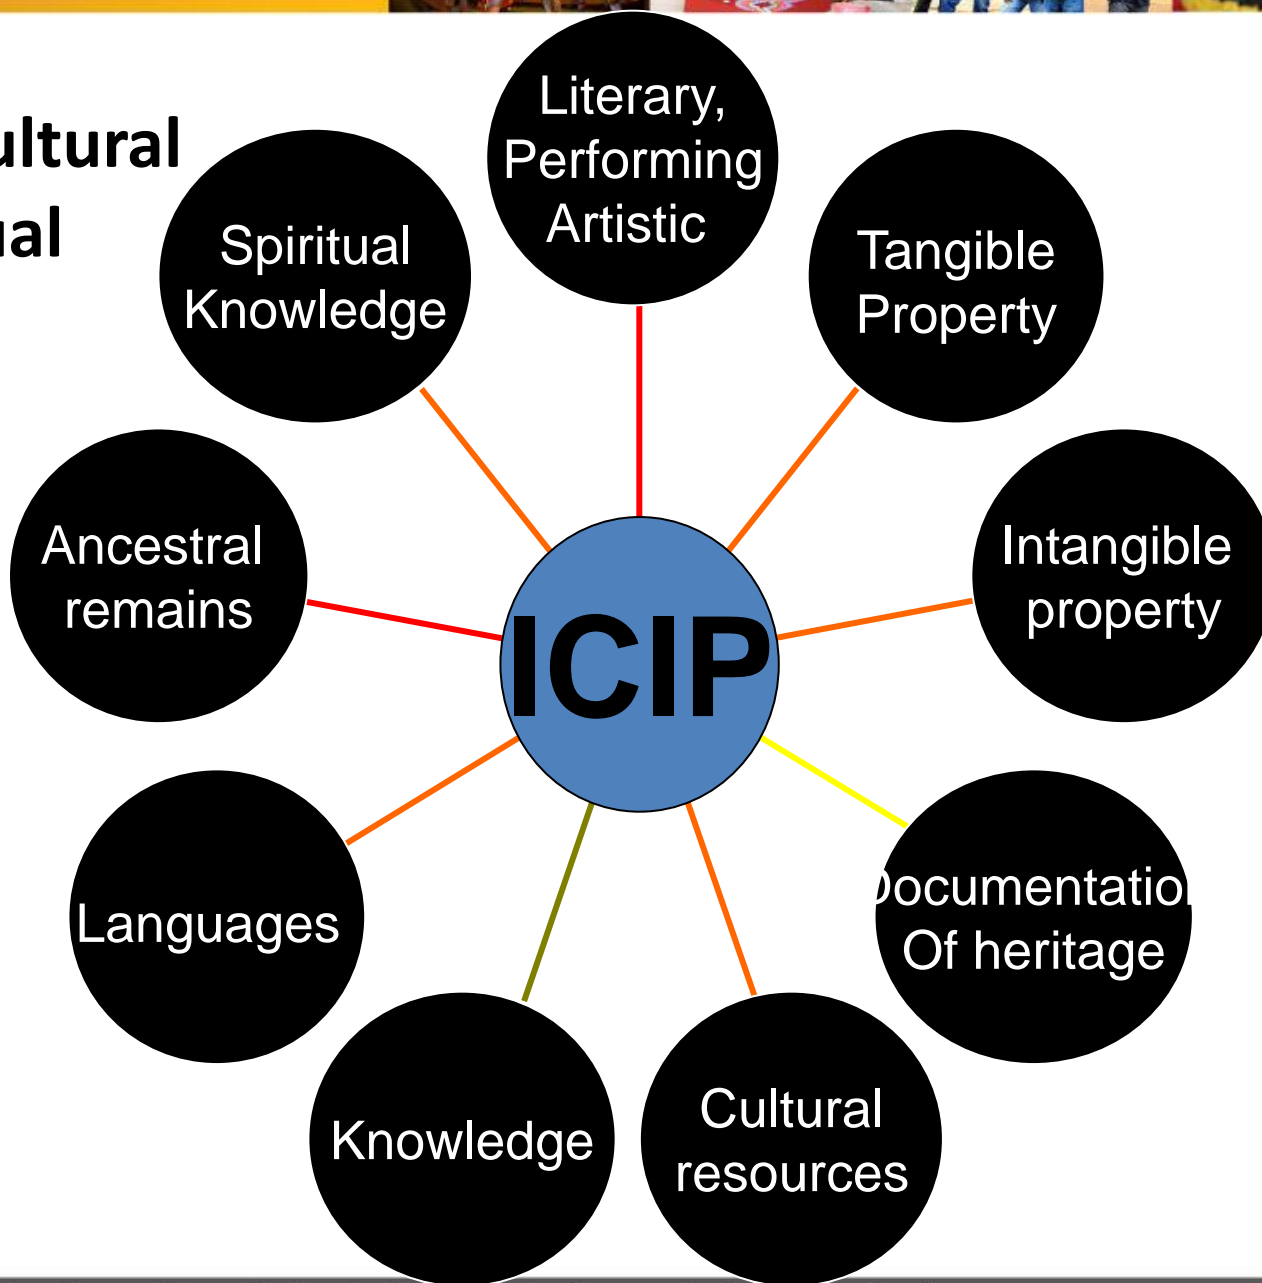 ultural
ual
Literary,
Performing
Artistic
Spiritual
Knowledge
Tangible
Property
Ancestral
remains
Intangible
property
ICIP
Languages
Documentation
Of heritage
Knowledge
Cultural
resources